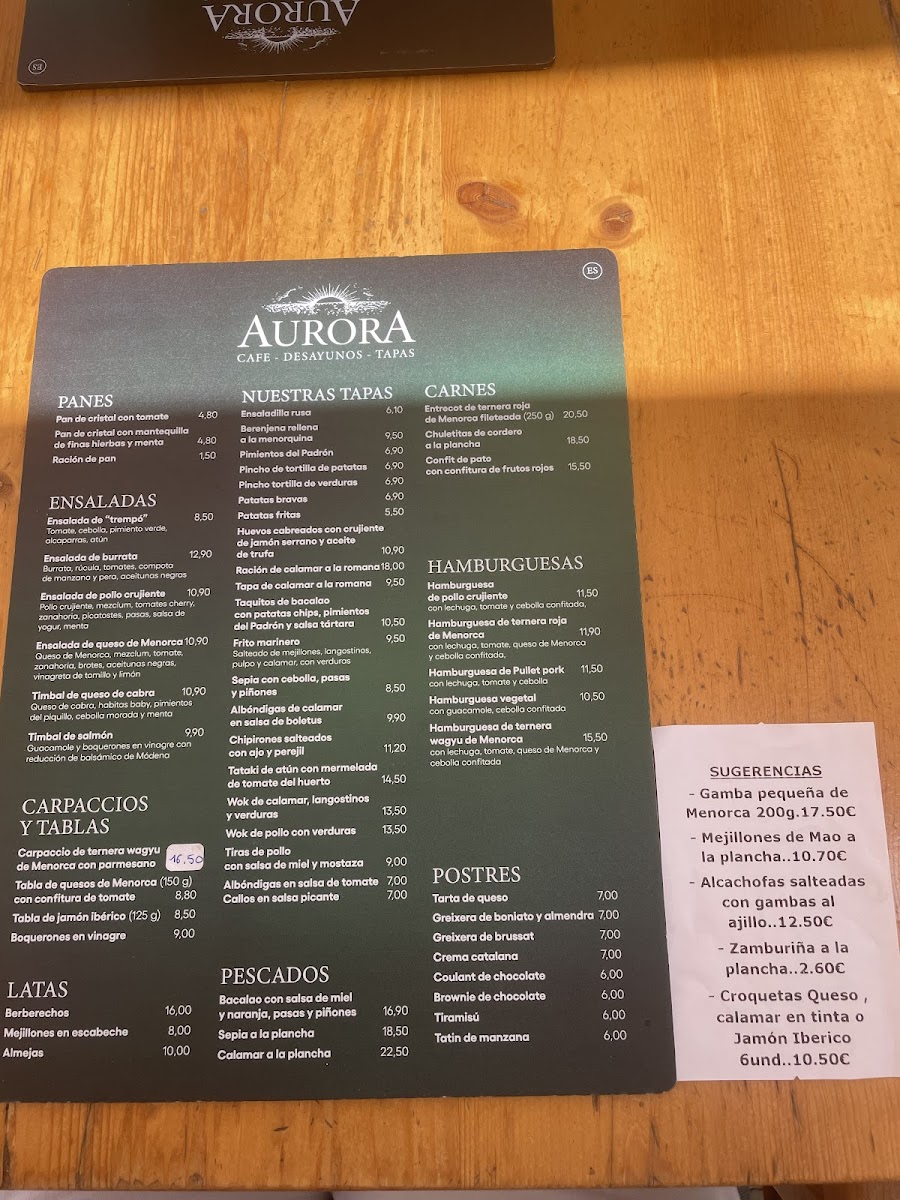 AURORA
ES
ES
AURORA
CAFE - DESAYUNOS - TAPAS
PANES
Pan de cristal con tomate 4,80
Pan de cristal con mantequilla
de finas hierbas y menta 4,80
Ración de pan 1,50
ENSALADAS
Ensalada de “trempó” 8,50
Tomate, cebolla, pimiento verde,
alcaparras, atún
Ensalada de burrata 12,90
Burrata, rúcula, tomates, compota
de manzana y pera, aceitunas negras
Ensalada de pollo crujiente 10,90
Pollo crujiente, mezclum, tomates cherry,
zanahoria, picatostes, pasas, salsa de
yogur, menta
Ensalada de queso de Menorca 10,90
Queso de Menorca, mezclum, tomate,
zanahoria, brotes, aceitunas negras,
vinagreta de tomillo y limón
Timbal de queso de cabra 10,90
Queso de cabra, habitas baby, pimientos
del piquillo, cebolla morada y menta
Timbal de salmón 9,90
Guacamole y boquerones en vinagre con
reducción de balsámico de Módena
CARPACCIOS
Y TABLAS
Carpaccio de ternera wagyu
de Menorca con parmesano 16.50
Tabla de quesos de Menorca (150 g)
con confitura de tomate 8,80
Tabla de jamón ibérico (125 g) 8,50
Boquerones en vinagre 9,00
LATAS
Berberechos 16,00
Mejillones en escabeche 8,00
Almejas 10,00
NUESTRAS TAPAS
Ensaladilla rusa 6,10
Berenjena rellena
a la menorquina 9,50
Pimientos del Padrón 6,90
Pincho de tortilla de patatas 6,90
Pincho tortilla de verduras 6,90
Patatas bravas 6,90
Patatas fritas 5,50
Huevos cabreados con crujiente
de jamón serrano y aceite
de trufa 10,90
Ración de calamar a la romana 18,00
Tapa de calamar a la romana 9,50
Taquitos de bacalao
con patatas chips, pimientos
del Padrón y salsa tártara 10,50
Frito marinero 9,50
Salteado de mejillones, langostinos,
pulpo y calamar, con verduras
Sepia con cebolla, pasas
y piñones 8,50
Albóndigas de calamar
en salsa de boletus 9,90
Chipirones salteados
con ajo y perejil 11,20
Tataki de atún con mermelada
de tomate del huerto 14,50
Wok de calamar, langostinos
y verduras 13,50
Wok de pollo con verduras 13,50
Tiras de pollo
con salsa de miel y mostaza 9,00
Albóndigas en salsa de tomate 7,00
Callos en salsa picante 7,00
PESCADOS
Bacalao con salsa de miel
y naranja, pasas y piñones 16,90
Sepia a la plancha 18,50
Calamar a la plancha 22,50
CARNES
Entrecot de ternera roja
de Menorca fileteada (250 g) 20,50
Chuletitas de cordero
a la plancha 18,50
Confit de pato
con confitura de frutos rojos 15,50
HAMBURGUESAS
Hamburguesa
de pollo crujiente 11,50
con lechuga, tomate y cebolla confitada,
Hamburguesa de ternera roja
de Menorca 11,90
con lechuga, tomate, queso de Menorca
y cebolla confitada.
Hamburguesa de Pullet pork 11,50
con lechuga, tomate y cebolla
Hamburguesa vegetal 10,50
con guacamole, cebolla confitada
Hamburguesa de ternera
wagyu de Menorca 15,50
con lechuga, tomate, queso de Menorca y
cebolla confitada
POSTRES
Tarta de queso 7,00
Greixera de boniato y almendra 7,00
Greixera de brussat 7,00
Crema catalana 7,00
Coulant de chocolate 6,00
Brownie de chocolate 6,00
Tiramisú 6,00
Tatin de manzana 6,00
SUGERENCIAS
- Gamba pequeña de
Menorca 200g.17.50€
- Mejillones de Mao a
la plancha..10.70€
- Alcachofas salteadas
con gambas al
ajillo..12.50€
- Zamburiña a la
plancha..2.60€
- Croquetas Queso ,
calamar en tinta o
Jamón Iberico
6und..10.50€